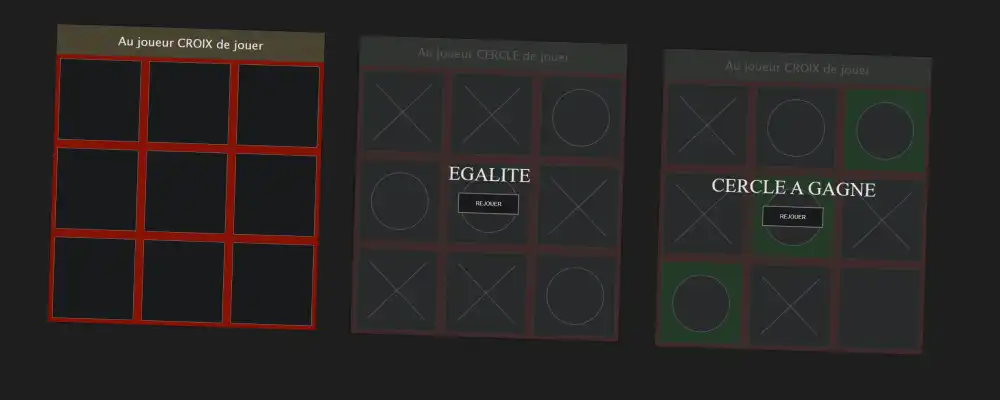 Au joueur CROIX de jouer
Au joueur CERCLE de jouer
EGALITE
REJOUER
Au joueur CROIX de jouer
CERCLE A GAGNE
REJOUER